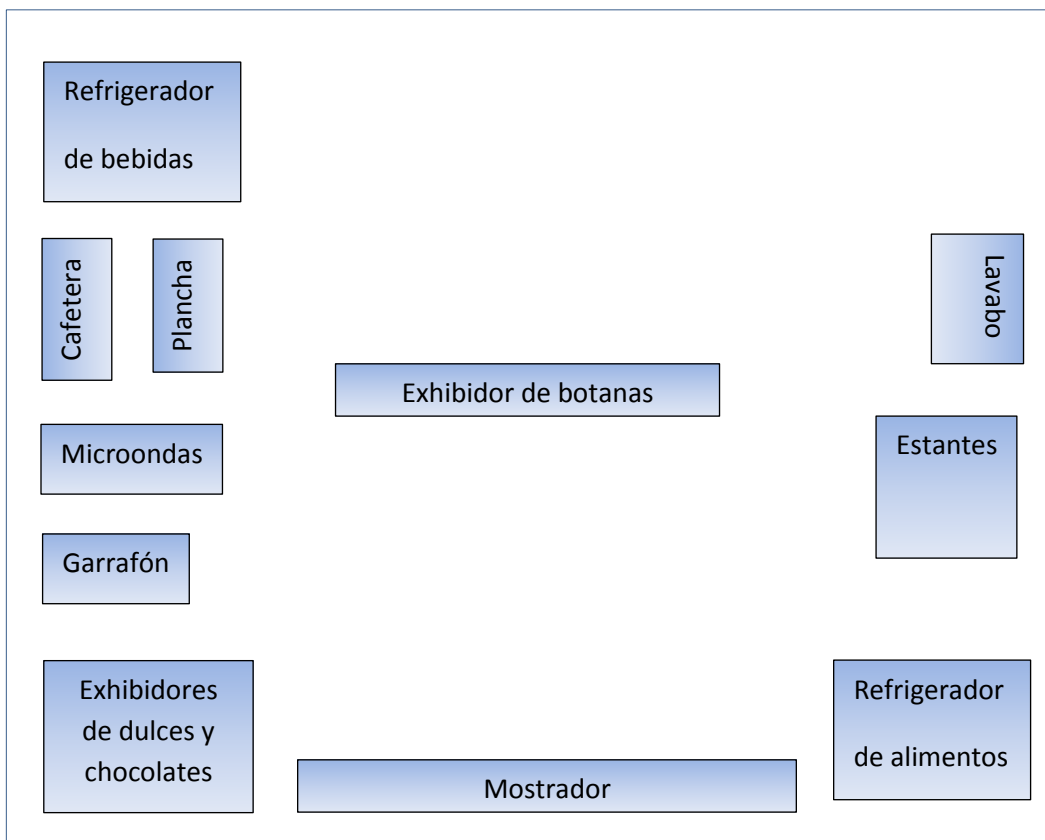 Refrigerador
de bebidas
Cafetera
Plancha
Lavabo
Exhibidor de botanas
Microondas
Estantes
Garrafón
Exhibidores
de dulces y
chocolates
Refrigerador
de alimentos
Mostrador